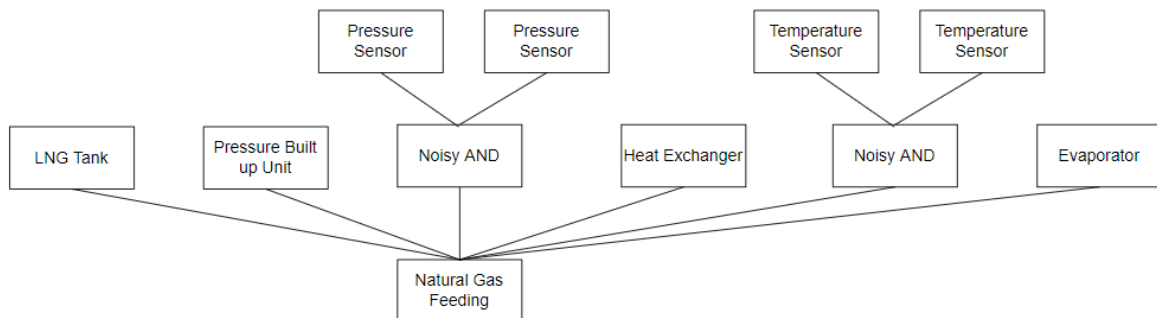 Pressure
Sensor
Pressure
Sensor
Temperature
Sensor
Temperature
Sensor
LNG Tank
Pressure Built
up Unit
Noisy AND
Heat Exchanger
Noisy AND
Evaporator
Natural Gas
Feeding